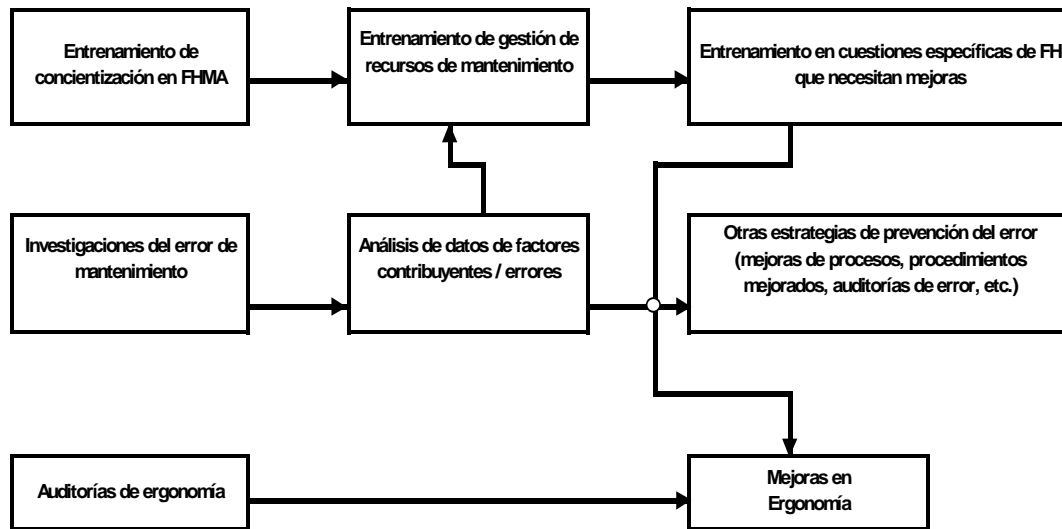 Entrenamiento de
concientización en FHMA
Entrenamiento de gestión de
recursos de mantenimiento
Entrenamiento en cuestiones específicas de FH
que necesitan mejoras
Investigaciones del error de
mantenimiento
Análisis de datos de factores
contribuyentes / errores
Otras estrategias de prevención del error
(mejoras de procesos, procedimientos
mejorados, auditorías de error, etc.)
Auditorías de ergonomía
Mejoras en
Ergonomía